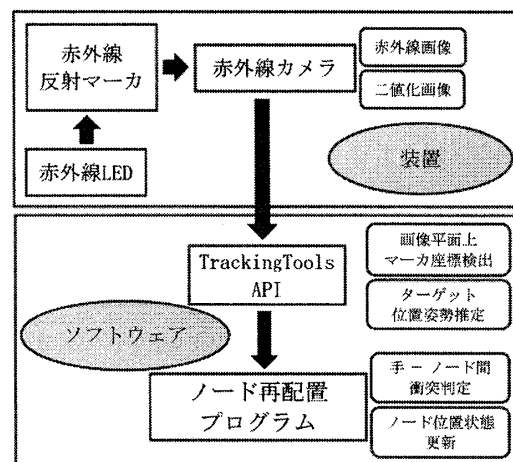 赤外線
反射マーカ
赤外線カメラ
赤外線画像
二値化画像
赤外線LED
装置
TrackingTools
API
画像平面上
マーカ座標検出
ターゲット
位置姿勢推定
ソフトウェア
ノード再配置
プログラム
手 − ノード間
衝突判定
ノード位置状態
更新